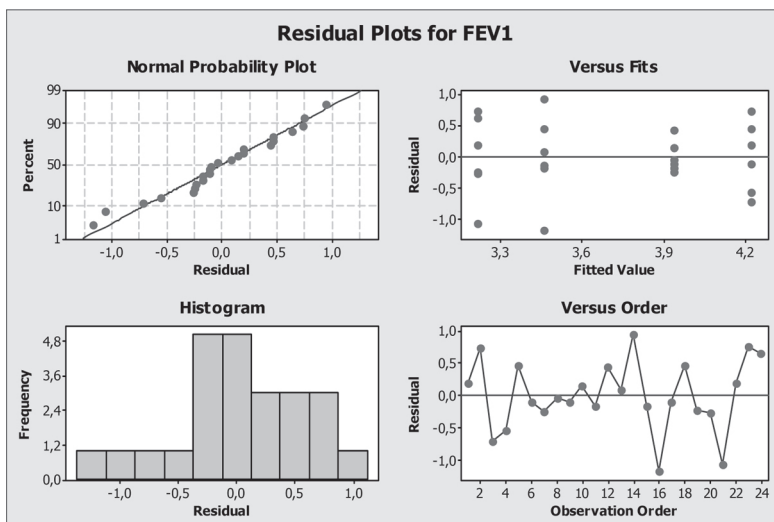 Residual Plots for FEV1
Normal Probability Plot
99
90
50
10
1
Percent
-1,0 -0,5 0,0 0,5 1,0
Residual
Versus Fits
1,0
0,5
0,0
-0,5
-1,0
Residual
3,3 3,6 3,9 4,2
Fitted Value
Histogram
4,8
3,6
2,4
1,2
0,0
Frequency
-1,0 -0,5 0,0 0,5 1,0
Residual
Versus Order
1,0
0,5
0,0
-0,5
-1,0
Residual
2 4 6 8 10 12 14 16 18 20 22 24
Observation Order